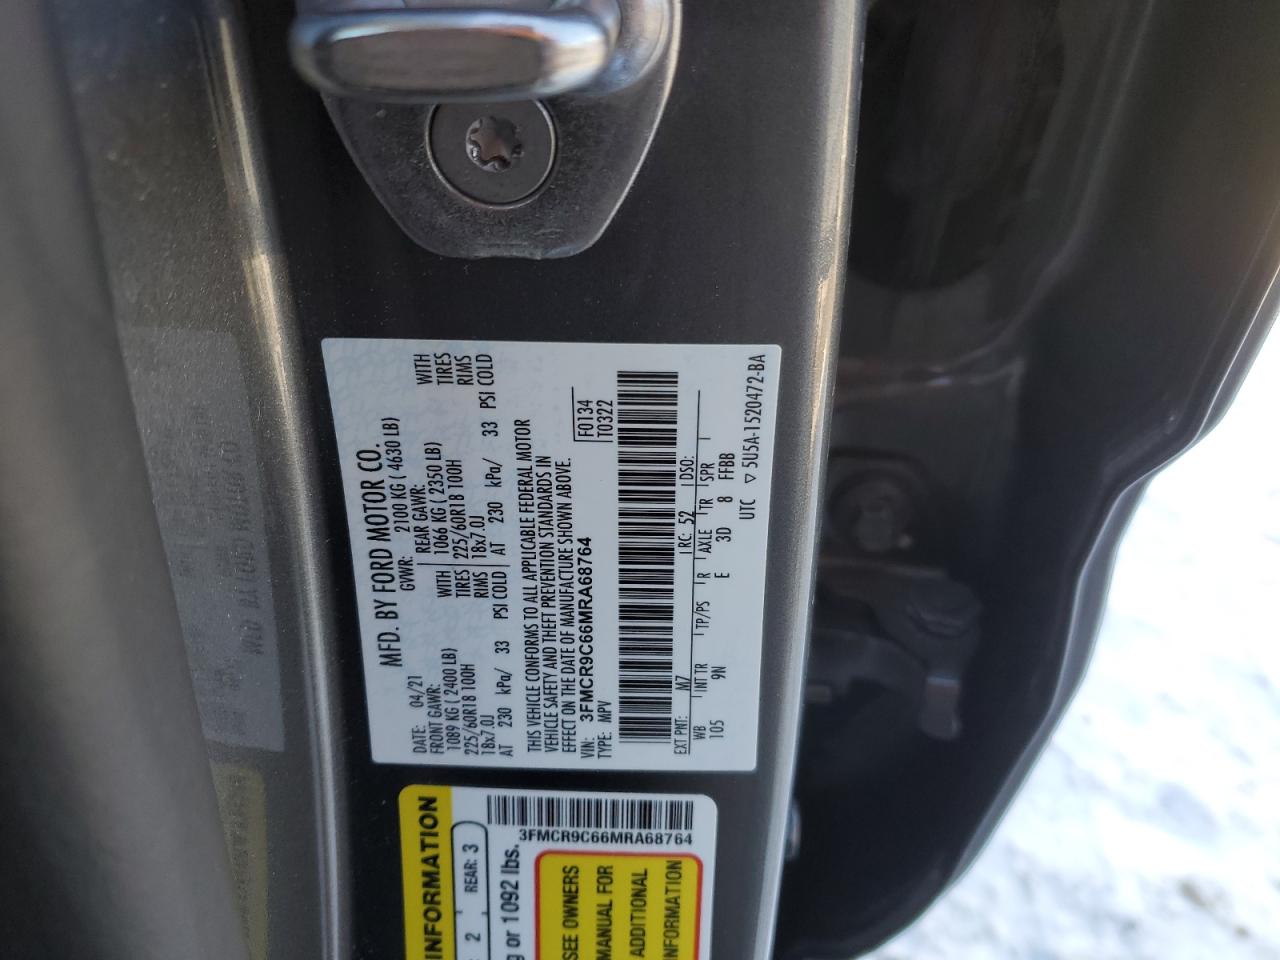 MFD. BY FORD MOTOR CO.
DATE: 04/21 GVWR: 2100 KG ( 4630 LB)
FRONT GAWR: REAR GAWR:
1089 KG ( 2400 LB) WITH 1066 KG ( 2350 LB) WITH
225/60R18 100H TIRES 225/60R18 100H TIRES
18x7.0J RIMS 18x7.0J RIMS
AT 230 kPa/ 33 PSI COLD AT 230 kPa/ 33 PSI COLD
THIS VEHICLE CONFORMS TO ALL APPLICABLE FEDERAL MOTOR
VEHICLE SAFETY AND THEFT PREVENTION STANDARDS IN
EFFECT ON THE DATE OF MANUFACTURE SHOWN ABOVE.
VIN: 3FMCR9C66MRA68764 F0134
TYPE: MPV T0322
EXT PNT: M7 RC: 52 DSO:
WB INT TR TP/PS R AXLE TR SPR
105 9N E 3D 8 FFBB
UTC ▽ 5U5A-1520472-BA
INFORMATION
2 REAR: 3
3FMCR9C66MRA68764
g or 1092 lbs.
SEE OWNERS
MANUAL FOR
ADDITIONAL
INFORMATION